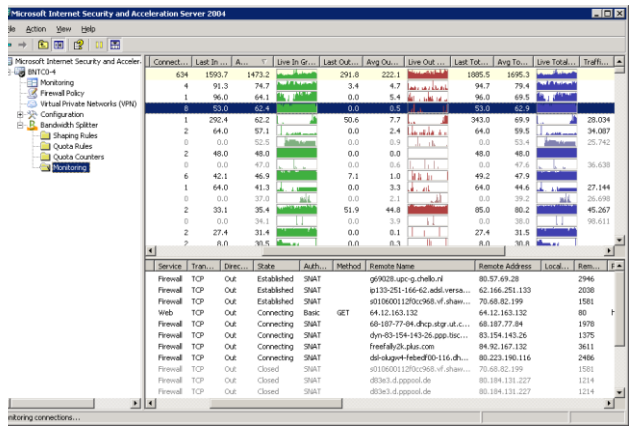 Microsoft Internet Security and Acceleration Server 2004
Action View Help
Microsoft Internet Security and Acceler-
BNTC0-4
Monitoring
Firewall Policy
Virtual Private Networks (VPN)
Configuration
Bandwidth Splitter
Shaping Rules
Quota Rules
Quota Counters
Monitoring
Connect... Last In ... A... Live In Gr... Last Out... Avg Ou... Live Out ... Last Tot... Avg To... Live Total... Traffi...
634 1593.7 1473.2 291.8 222.1 1885.5 1695.3
4 91.3 74.7 3.4 4.7 94.7 79.4
1 96.0 64.1 0.0 5.4 96.0 69.5
8 53.0 62.4 0.0 0.5 53.0 62.9
1 292.4 62.2 50.6 7.7 343.0 69.9 28.034
2 64.0 57.1 0.0 2.4 64.0 59.5 34.087
0 0.0 52.5 0.0 0.9 0.0 53.4 25.742
2 48.0 48.0 0.0 0.0 48.0 48.0
0 0.0 47.0 0.0 0.6 0.0 47.6 36.638
6 42.1 46.9 7.1 1.0 49.2 47.9
1 64.0 41.3 0.0 3.3 64.0 44.6 27.144
0 0.0 37.0 0.0 2.1 0.0 39.2 26.698
2 33.1 35.4 51.9 44.8 85.0 80.2 45.267
0 0.0 34.1 0.0 3.9 0.0 38.0 98.611
2 27.4 31.4 0.0 0.1 27.4 31.5
2 8.0 30.5 0.0 0.3 8.0 30.8
Service Tran... Direc... State Auth... Method Remote Name Remote Address Local... Rem...
Firewall TCP Out Established SNAT g69028.upc-g.chello.nl 80.57.69.28 2946
Firewall TCP Out Established SNAT ip133-251-166-62.adsl.versa... 62.166.251.133 2038
Firewall TCP Out Established SNAT s010600112f0cc968.vf.shaw... 70.68.82.199 1581
Web TCP Out Connecting Basic GET 64.12.163.132 64.12.163.132 80
Firewall TCP Out Connecting SNAT 68-187-77-84.dhcp.stgr.ut.c... 68.187.77.84 1978
Firewall TCP Out Connecting SNAT dyn-83-154-143-26.ppp.tisc... 83.154.143.26 1375
Firewall TCP Out Connecting SNAT freefally2k.plus.com 84.92.167.132 3611
Firewall TCP Out Connecting SNAT dsl-olugw4-febedf00-116.dh... 80.223.190.116 2486
Firewall TCP Out Closed SNAT s010600112f0cc968.vf.shaw... 70.68.82.199 1581
Firewall TCP Out Closed SNAT d83e3.d.pppool.de 80.184.131.227 1214
Firewall TCP Out Closed SNAT d83e3.d.pppool.de 80.184.131.227 1214
nitoring connections...